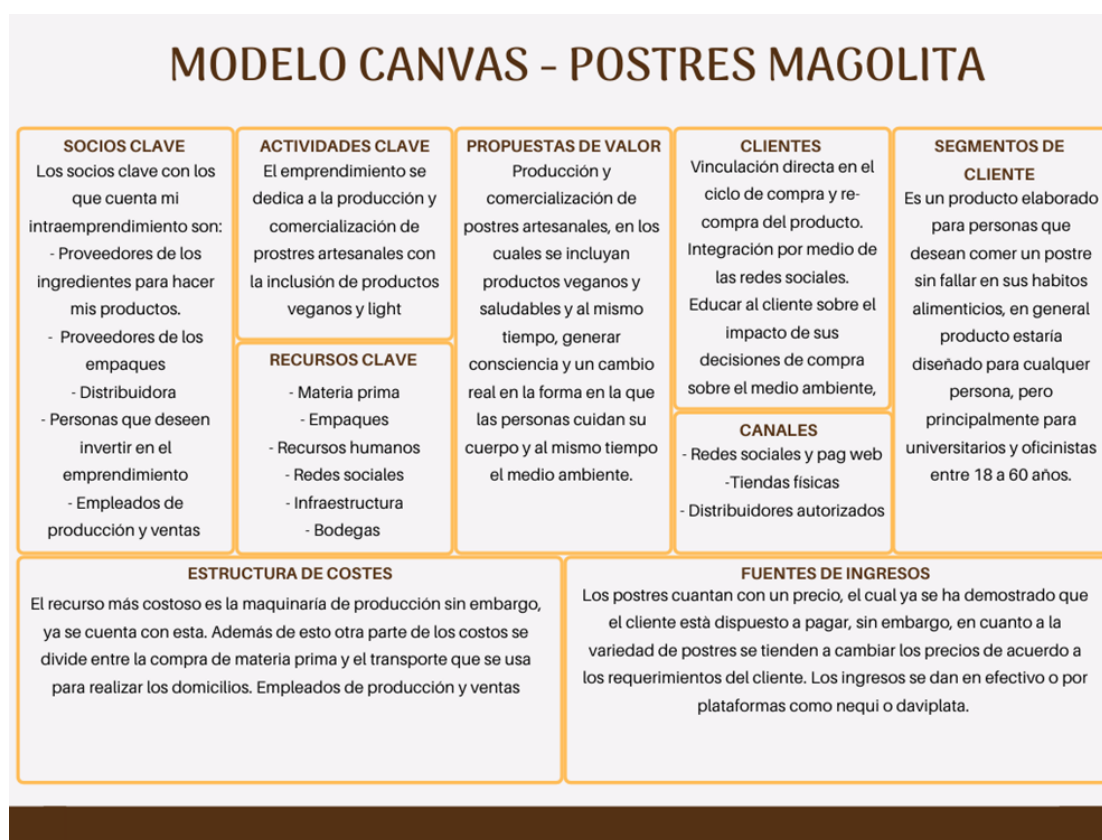 MODELO CANVAS - POSTRES MAGOLITA
SOCIOS CLAVE
Los socios clave con los
que cuenta mi
intraemprendimiento son:
- Proveedores de los
ingredientes para hacer
mis productos.
- Proveedores de los
empaques
- Distribuidora
- Personas que deseen
invertir en el
emprendimiento
- Empleados de
producción y ventas
ACTIVIDADES CLAVE
El emprendimiento se
dedica a la producción y
comercialización de
prostres artesanales con
la inclusión de productos
veganos y light
RECURSOS CLAVE
- Materia prima
- Empaques
- Recursos humanos
- Redes sociales
- Infraestructura
- Bodegas
PROPUESTAS DE VALOR
Producción y
comercialización de
postres artesanales, en los
cuales se incluyan
productos veganos y
saludables y al mismo
tiempo, generar
consciencia y un cambio
real en la forma en la que
las personas cuidan su
cuerpo y al mismo tiempo
el medio ambiente.
CLIENTES
Vinculación directa en el
ciclo de compra y re-
compra del producto.
Integración por medio de
las redes sociales.
Educar al cliente sobre el
impacto de sus
decisiones de compra
sobre el medio ambiente,
CANALES
- Redes sociales y pag web
-Tiendas físicas
- Distribuidores autorizados
SEGMENTOS DE
CLIENTE
Es un producto elaborado
para personas que
desean comer un postre
sin fallar en sus habitos
alimenticios, en general
producto estaría
diseñado para cualquer
persona, pero
principalmente para
universitarios y oficinistas
entre 18 a 60 años.
ESTRUCTURA DE COSTES
El recurso más costoso es la maquinaría de producción sin embargo,
ya se cuenta con esta. Además de esto otra parte de los costos se
divide entre la compra de materia prima y el transporte que se usa
para realizar los domicilios. Empleados de producción y ventas
FUENTES DE INGRESOS
Los postres cuantan con un precio, el cual ya se ha demostrado que
el cliente està dispuesto a pagar, sin embargo, en cuanto a la
variedad de postres se tienden a cambiar los precios de acuerdo a
los requerimientos del cliente. Los ingresos se dan en efectivo o por
plataformas como nequi o daviplata.